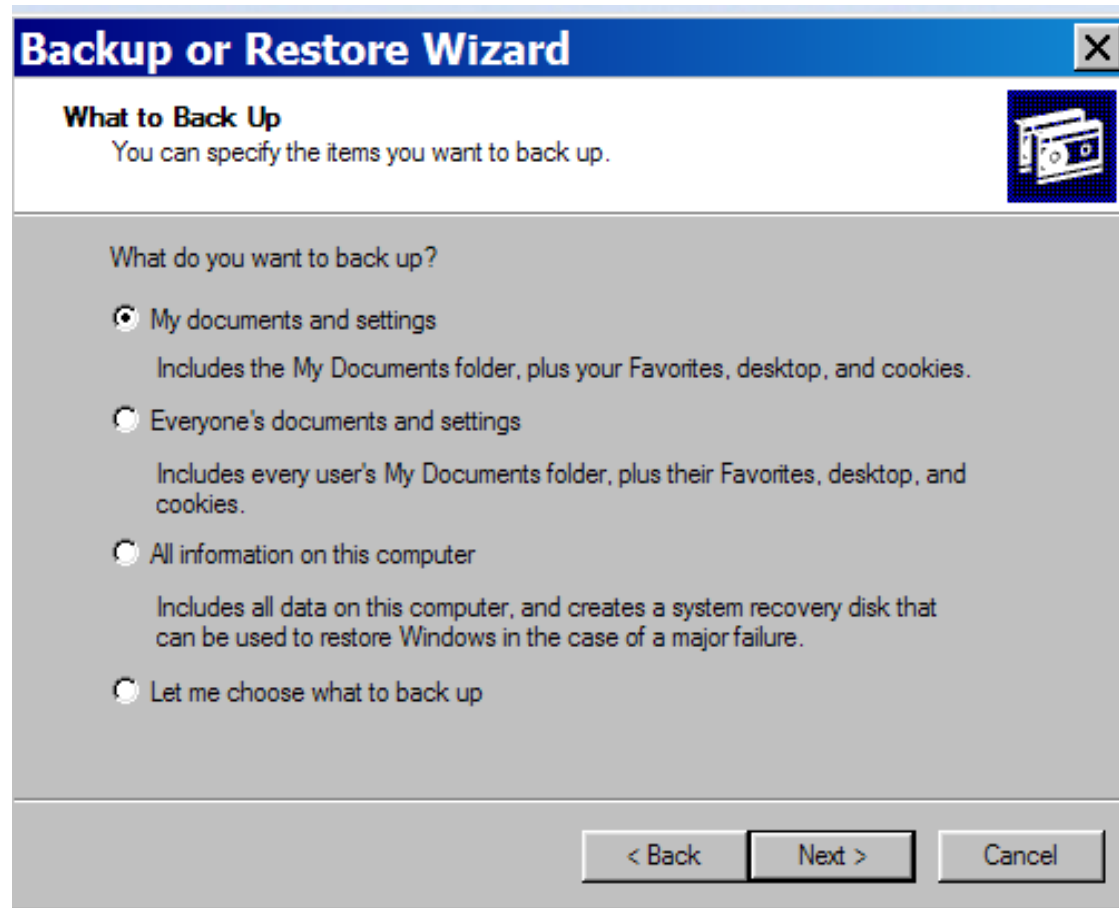 Backup or Restore Wizard
What to Back Up
You can specify the items you want to back up.
What do you want to back up?
My documents and settings
Includes the My Documents folder, plus your Favorites, desktop, and cookies.
Everyone's documents and settings
Includes every user's My Documents folder, plus their Favorites, desktop, and
cookies.
All information on this computer
Includes all data on this computer, and creates a system recovery disk that
can be used to restore Windows in the case of a major failure.
Let me choose what to back up
< Back
Next >
Cancel